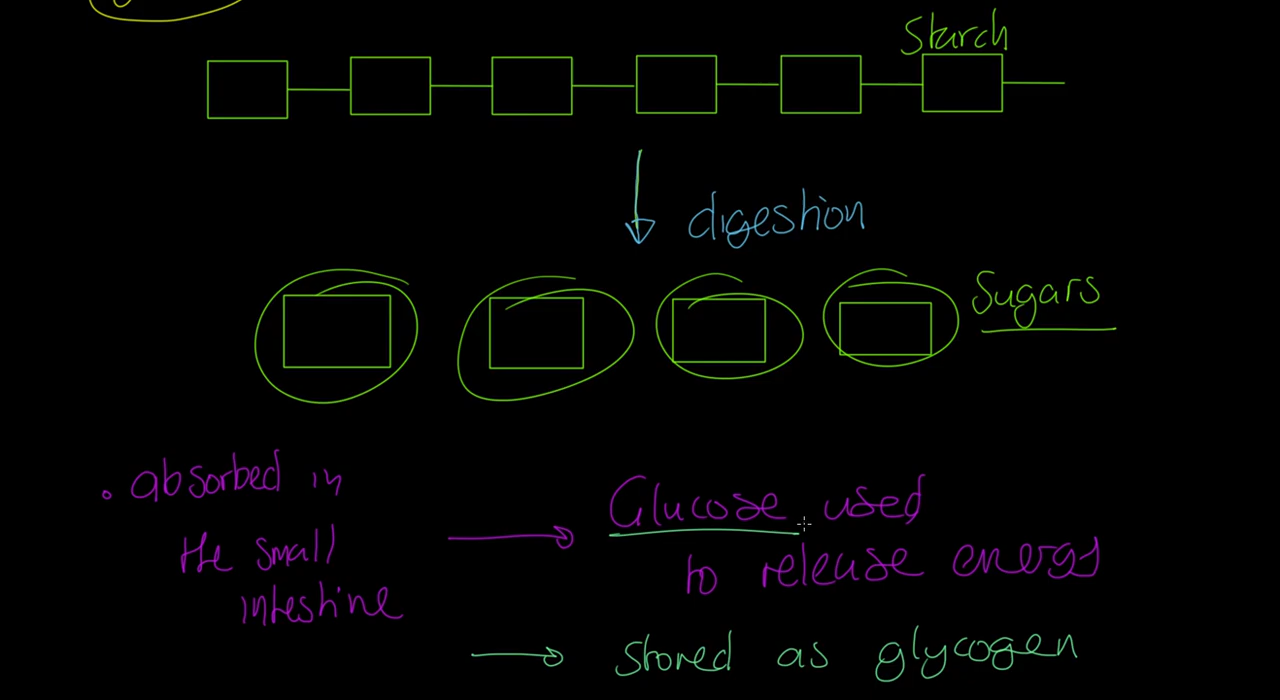 Starch
digestion
Sugars
• absorbed in
the small
intestine
Glucose used
to release energy
stored as glycogen